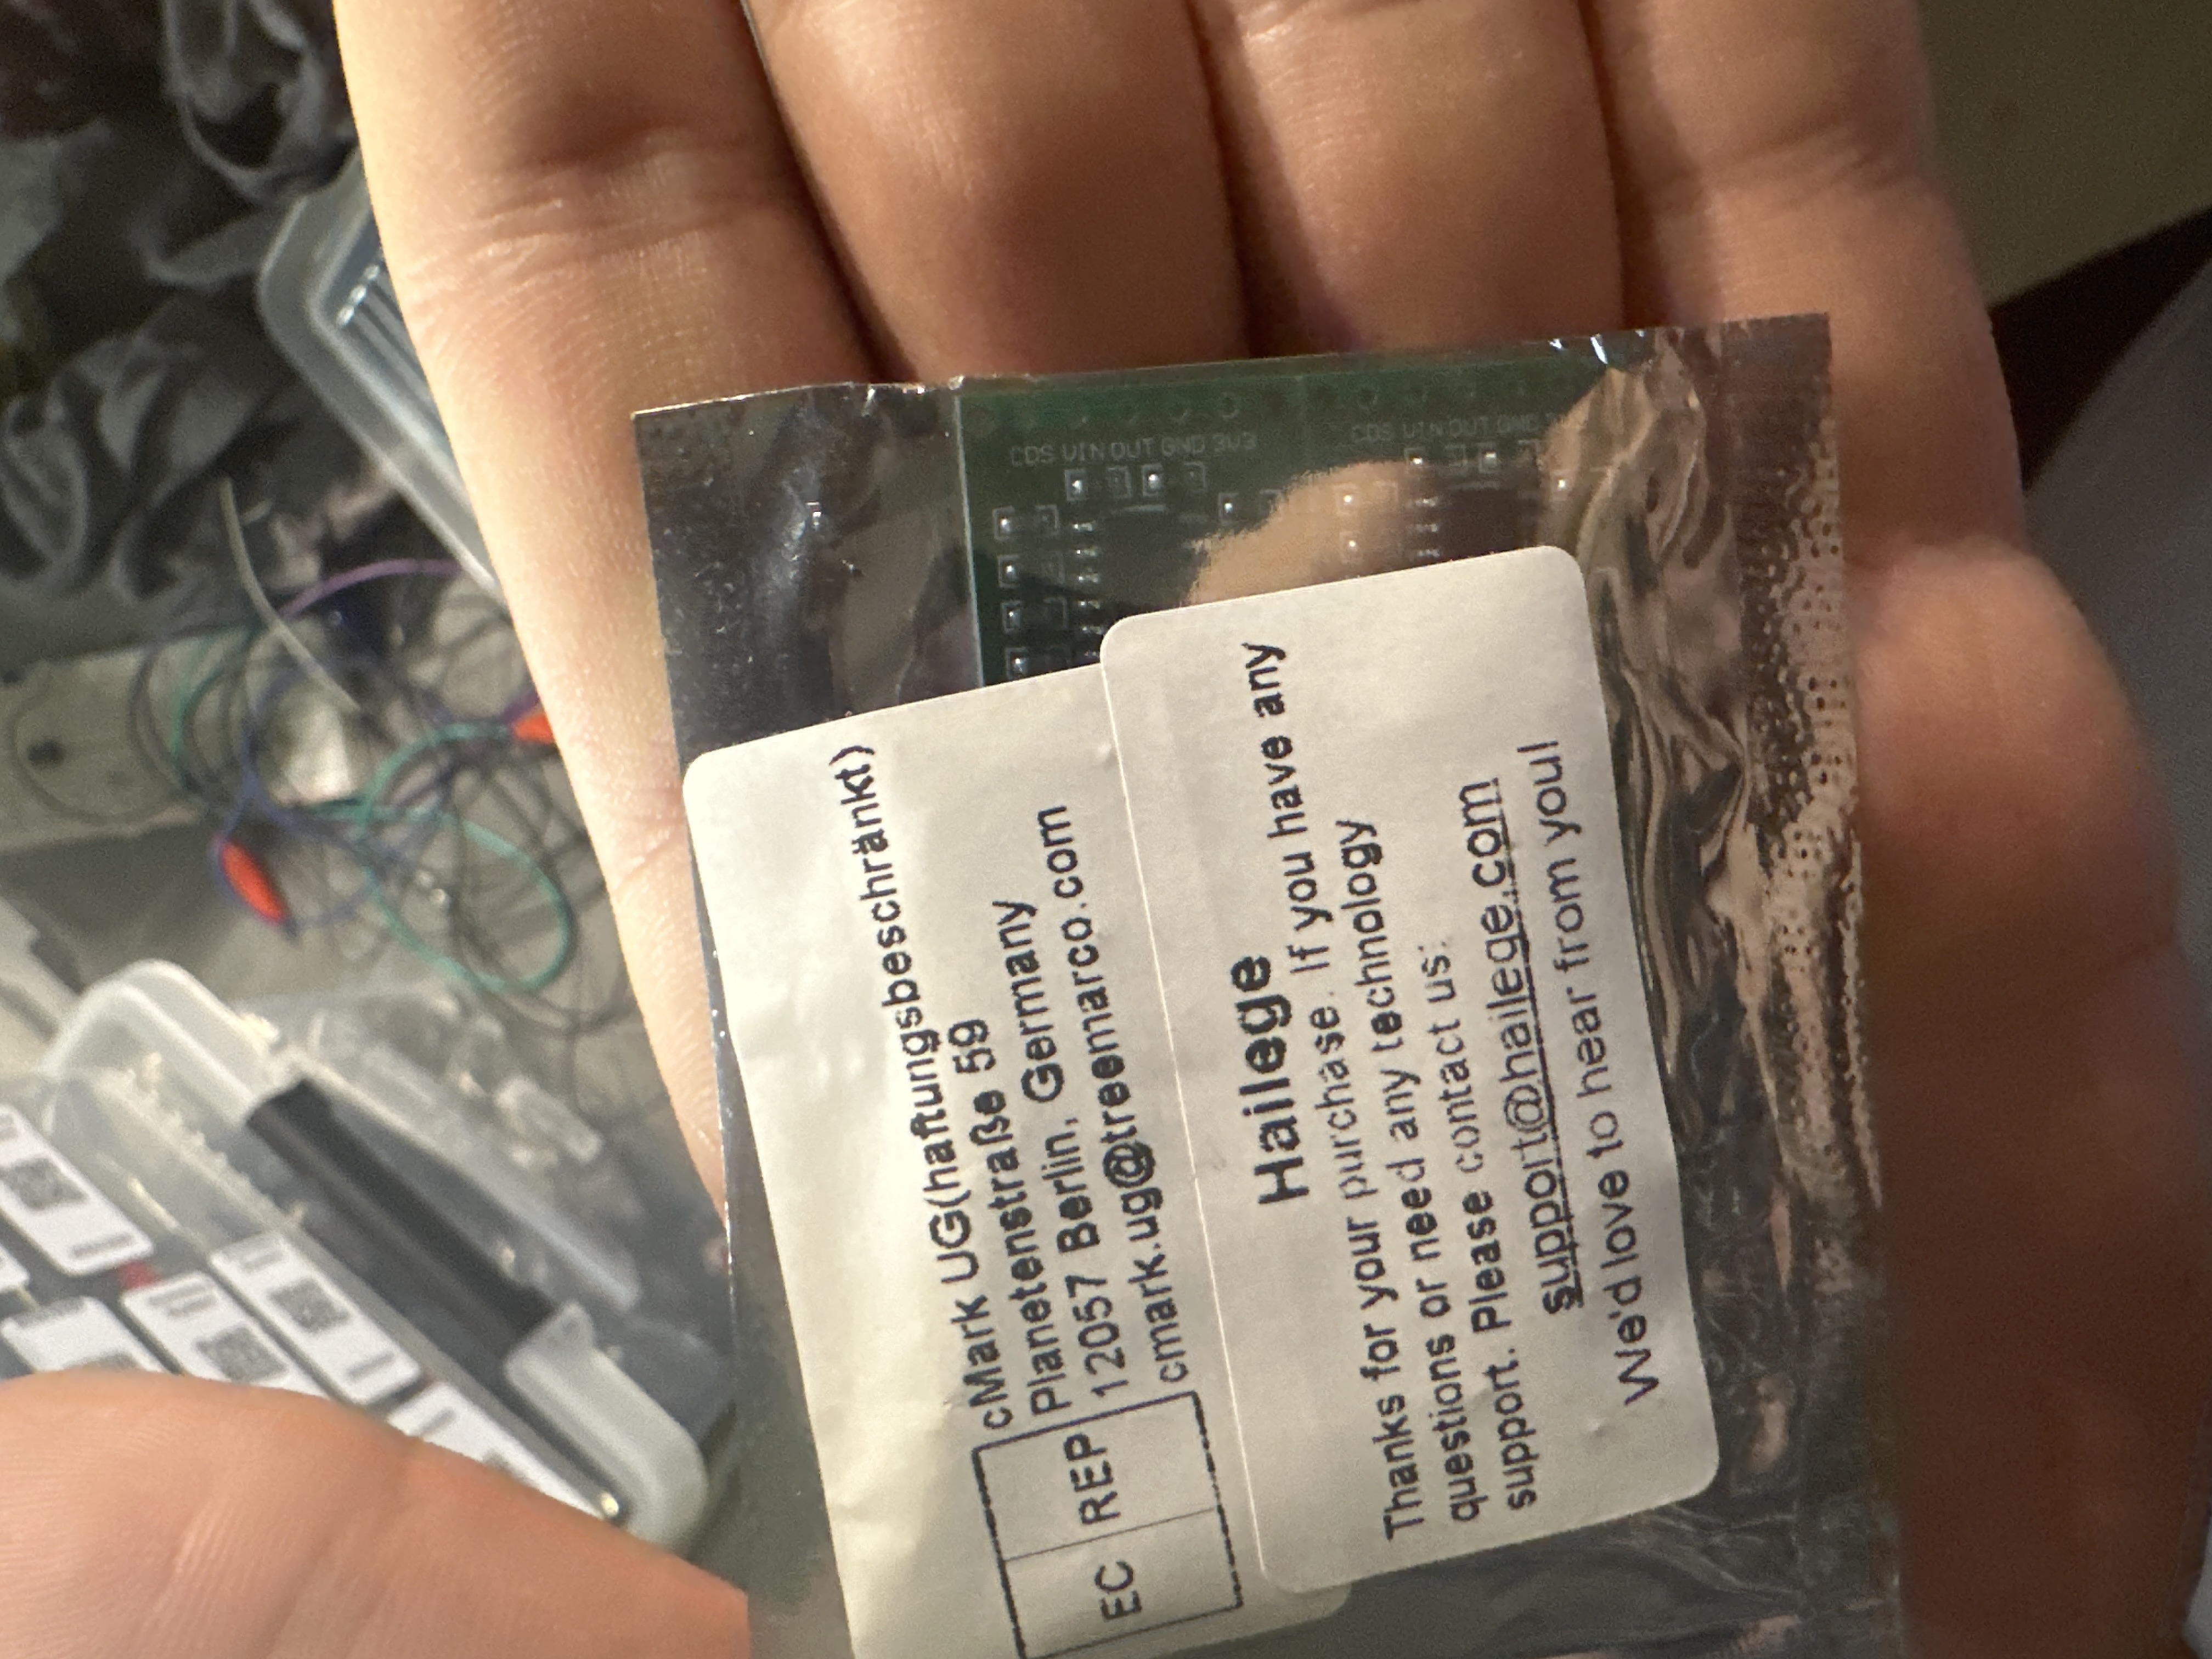 cMark UG(haftungsbeschränkt)
Planetenstraße 59
12057 Berlin, Germany
cmark.ug@treemarco.com
EC REP
Hailege
Thanks for your purchase. If you have any
questions or need any technology
support. Please contact us:
support@hailege.com
We'd love to hear from you!
VIN OUT GND 3V3